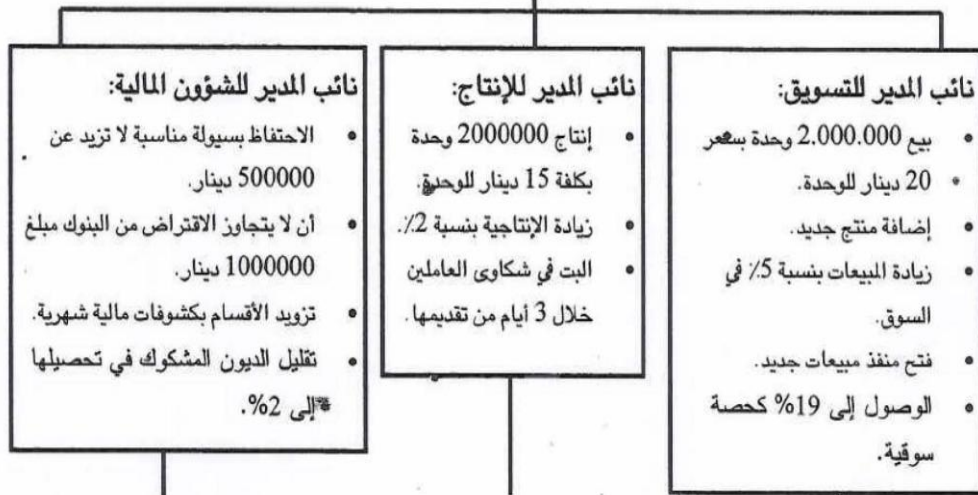 نائب المدير للتسويق:
• بيع 2.000.000 وحدة بسعر
• 20 دينار للوحدة.
• إضافة منتج جديد.
• زيادة المبيعات بنسبة 5٪ في
السوق.
• فتح منفذ مبيعات جديد.
• الوصول إلى 19% كحصة
سوقية.
نائب المدير للإنتاج:
• إنتاج 2000000 وحدة
بكلفة 15 دينار للوحدة.
• زيادة الإنتاجية بنسبة 2٪.
• البت في شكاوى العاملين
خلال 3 أيام من تقديمها.
نائب المدير للشؤون المالية:
• الاحتفاظ بسيولة مناسبة لا تزيد عن
500000 دينار.
• أن لا يتجاوز الاقتراض من البنوك مبلغ
1000000 دينار.
• تزويد الأقسام بكشوفات مالية شهرية.
• تقليل الديون المشكوك في تحصيلها
إلى 2%.